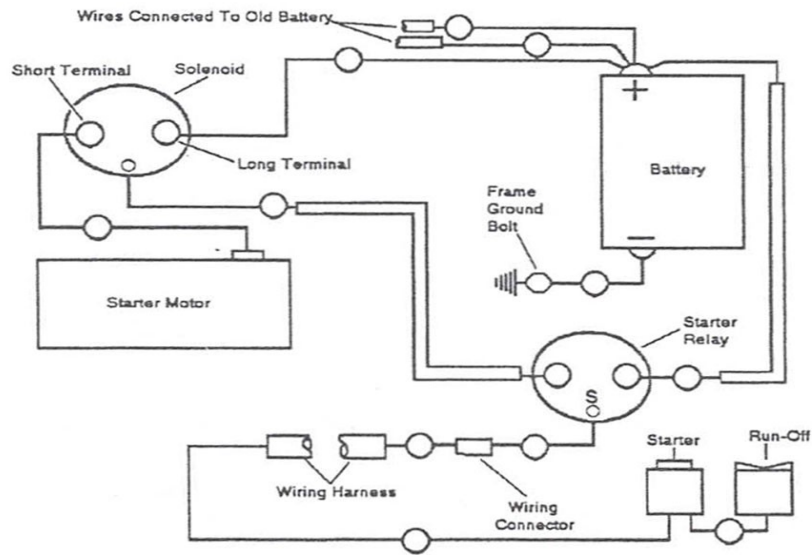 Wires Connected To Old Battery
Short Terminal
Solenoid
Long Terminal
+
Battery
Frame
Ground
Bolt
−
Starter Motor
Starter
Relay
S
Starter
Run-Off
Wiring Harness
Wiring
Connector